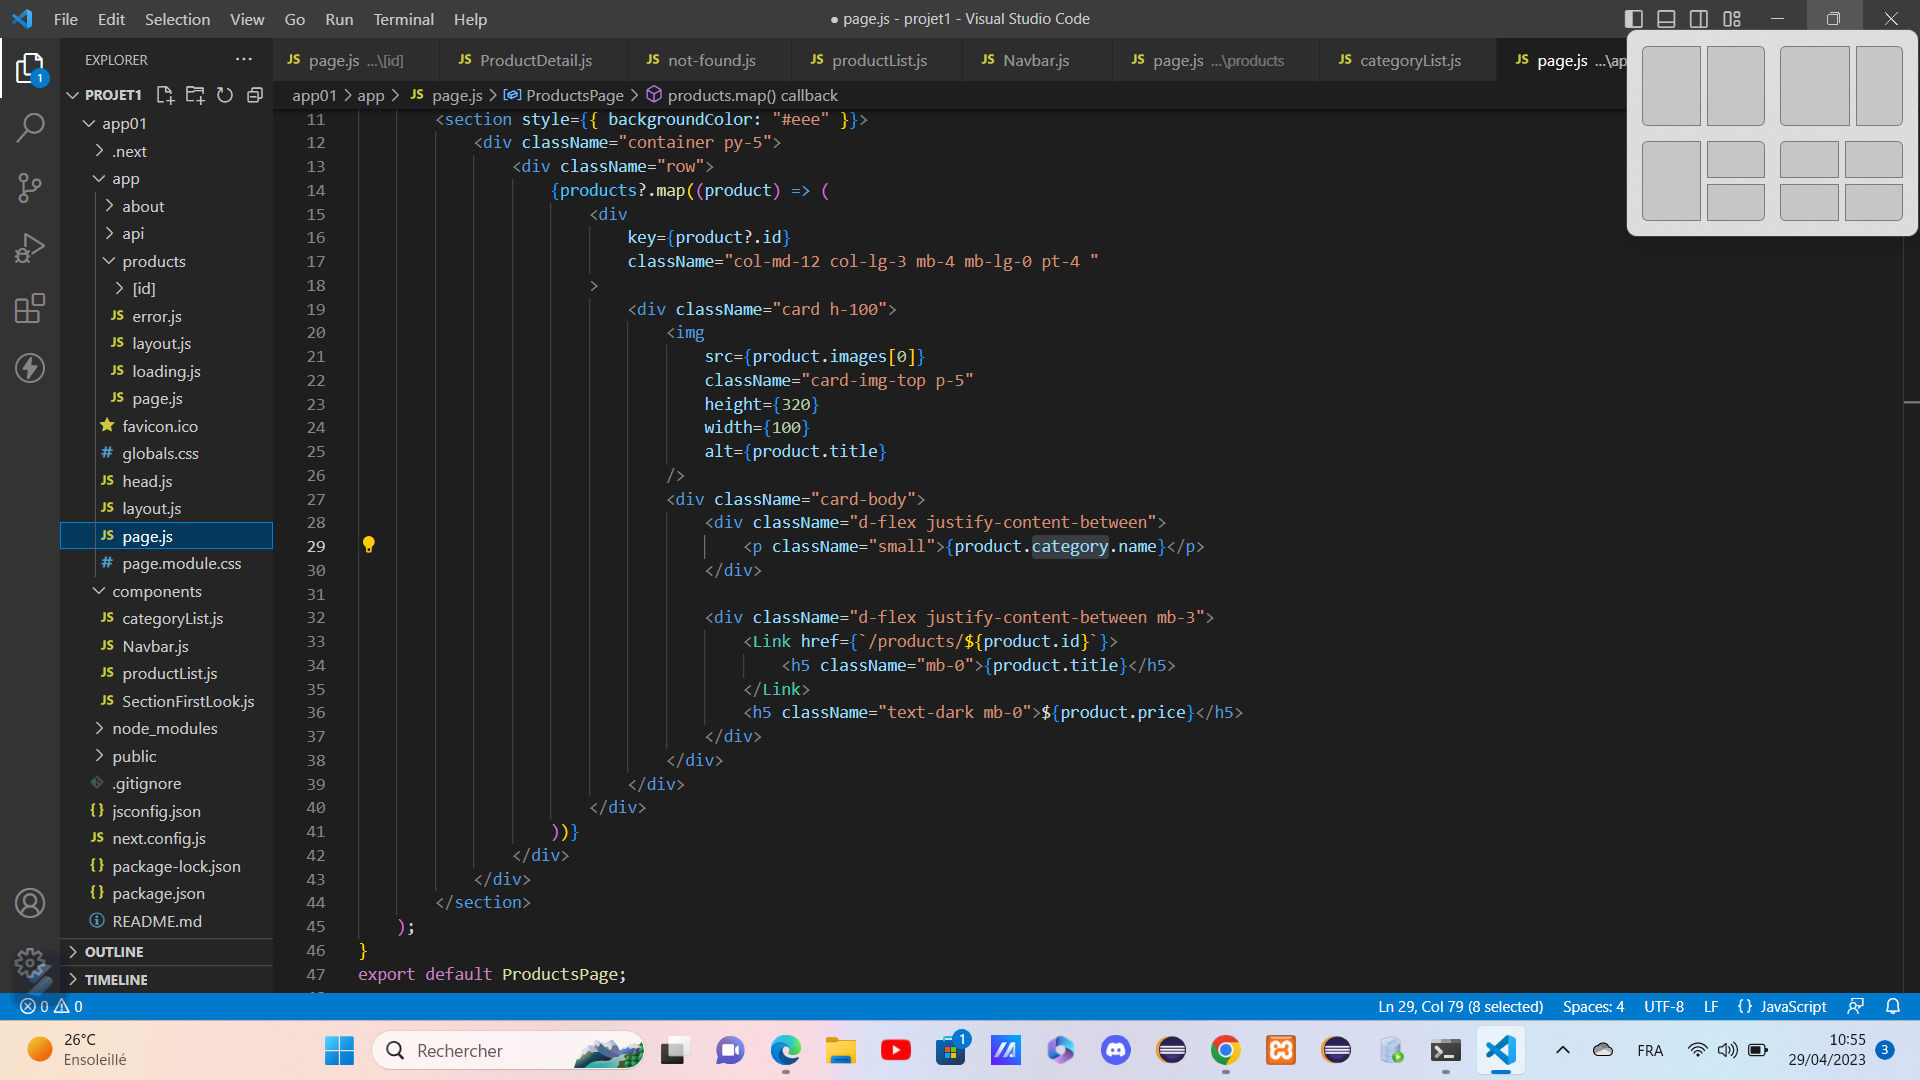 File Edit Selection View Go Run Terminal Help
● page.js - projet1 - Visual Studio Code
EXPLORER
PROJET1
app01
.next
app
about
api
products
[id]
JS error.js
JS layout.js
JS loading.js
JS page.js
favicon.ico
# globals.css
JS head.js
JS layout.js
JS page.js
# page.module.css
components
JS categoryList.js
JS Navbar.js
JS productList.js
JS SectionFirstLook.js
node_modules
public
.gitignore
{} jsconfig.json
JS next.config.js
{} package-lock.json
{} package.json
README.md
OUTLINE
TIMELINE
JS page.js ...\[id] JS ProductDetail.js JS not-found.js JS productList.js JS Navbar.js JS page.js ...\products JS categoryList.js JS page.js ...\ap
app01 > app > JS page.js > ProductsPage > products.map() callback
11 <section style={{ backgroundColor: "#eee" }}>
12 <div className="container py-5">
13 <div className="row">
14 {products?.map((product) => (
15 <div
16 key={product?.id}
17 className="col-md-12 col-lg-3 mb-4 mb-lg-0 pt-4 "
18 >
19 <div className="card h-100">
20 <img
21 src={product.images[0]}
22 className="card-img-top p-5"
23 height={320}
24 width={100}
25 alt={product.title}
26 />
27 <div className="card-body">
28 <div className="d-flex justify-content-between">
29 <p className="small">{product.category.name}</p>
30 </div>
31
32 <div className="d-flex justify-content-between mb-3">
33 <Link href={`/products/${product.id}`}>
34 <h5 className="mb-0">{product.title}</h5>
35 </Link>
36 <h5 className="text-dark mb-0">${product.price}</h5>
37 </div>
38 </div>
39 </div>
40 </div>
41 ))}
42 </div>
43 </div>
44 </section>
45 );
46 }
47 export default ProductsPage;
0 0
Ln 29, Col 79 (8 selected) Spaces: 4 UTF-8 LF {} JavaScript
26°C
Ensoleillé
Rechercher
1
FRA
10:55
29/04/2023
3